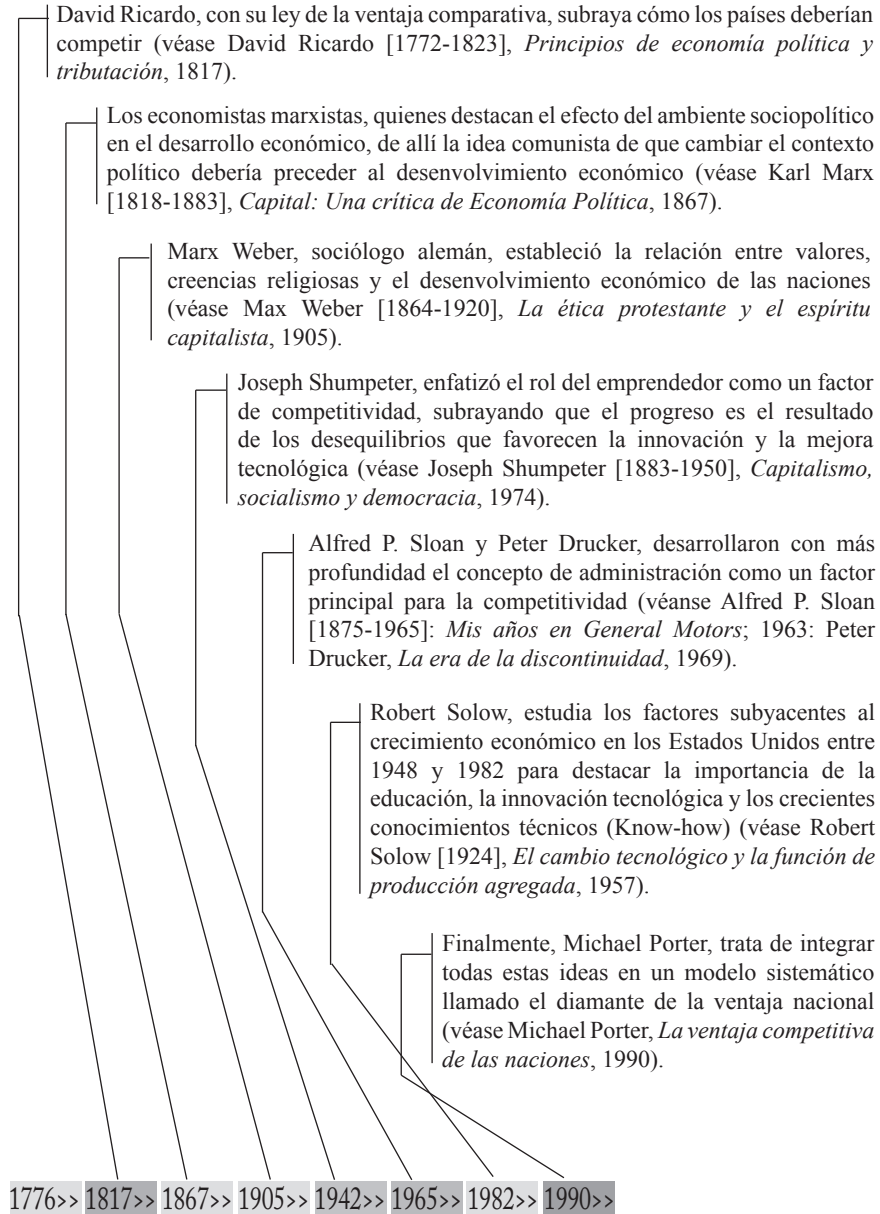 David Ricardo, con su ley de la ventaja comparativa, subraya cómo los países deberían
competir (véase David Ricardo [1772-1823], Principios de economía política y
tributación, 1817).
Los economistas marxistas, quienes destacan el efecto del ambiente sociopolítico
en el desarrollo económico, de allí la idea comunista de que cambiar el contexto
político debería preceder al desenvolvimiento económico (véase Karl Marx
[1818-1883], Capital: Una crítica de Economía Política, 1867).
Marx Weber, sociólogo alemán, estableció la relación entre valores,
creencias religiosas y el desenvolvimiento económico de las naciones
(véase Max Weber [1864-1920], La ética protestante y el espíritu
capitalista, 1905).
Joseph Shumpeter, enfatizó el rol del emprendedor como un factor
de competitividad, subrayando que el progreso es el resultado
de los desequilibrios que favorecen la innovación y la mejora
tecnológica (véase Joseph Shumpeter [1883-1950], Capitalismo,
socialismo y democracia, 1974).
Alfred P. Sloan y Peter Drucker, desarrollaron con más
profundidad el concepto de administración como un factor
principal para la competitividad (véanse Alfred P. Sloan
[1875-1965]: Mis años en General Motors; 1963: Peter
Drucker, La era de la discontinuidad, 1969).
Robert Solow, estudia los factores subyacentes al
crecimiento económico en los Estados Unidos entre
1948 y 1982 para destacar la importancia de la
educación, la innovación tecnológica y los crecientes
conocimientos técnicos (Know-how) (véase Robert
Solow [1924], El cambio tecnológico y la función de
producción agregada, 1957).
Finalmente, Michael Porter, trata de integrar
todas estas ideas en un modelo sistemático
llamado el diamante de la ventaja nacional
(véase Michael Porter, La ventaja competitiva
de las naciones, 1990).
1776>> 1817>> 1867>> 1905>> 1942>> 1965>> 1982>> 1990>>